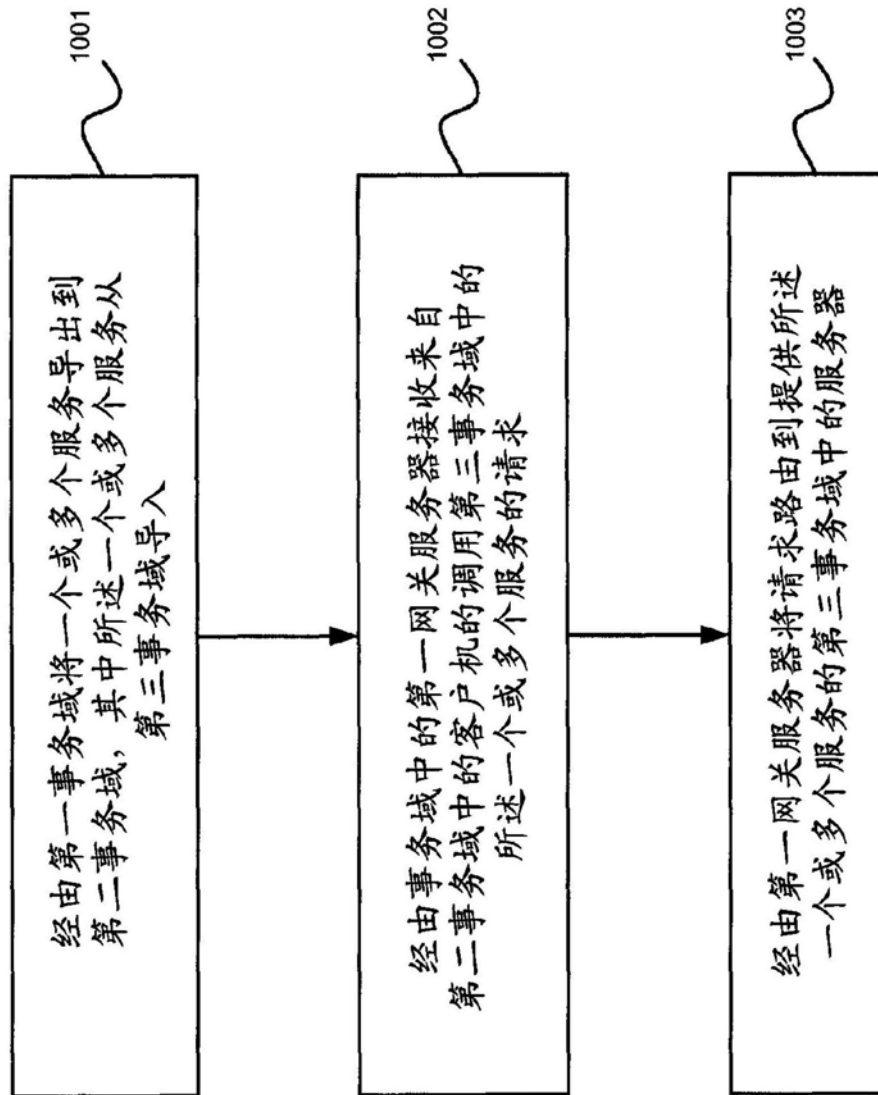 经由第一事务域将一个或多个服务导出到
第二事务域，其中所述一个或多个服务从
第三事务域导入
1001
经由事务域中的第一网关服务器接收来自
第二事务域中的客户机的调用第三事务域中的
所述一个或多个服务的请求
1002
经由第一网关服务器将请求路由到提供所述
一个或多个服务的第三事务域中的服务器
1003